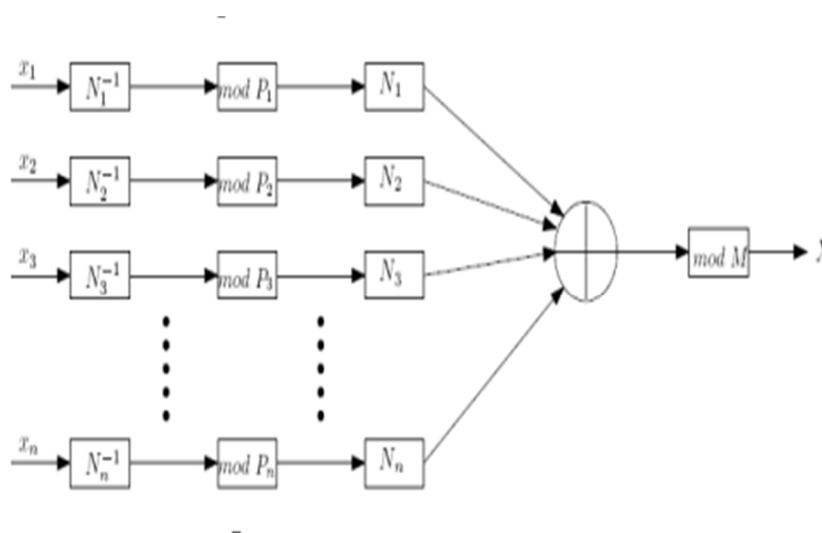 x₁ N₁⁻¹ mod P₁ N₁
x₂ N₂⁻¹ mod P₂ N₂
x₃ N₃⁻¹ mod P₃ N₃
mod M
xₙ Nₙ⁻¹ mod Pₙ Nₙ